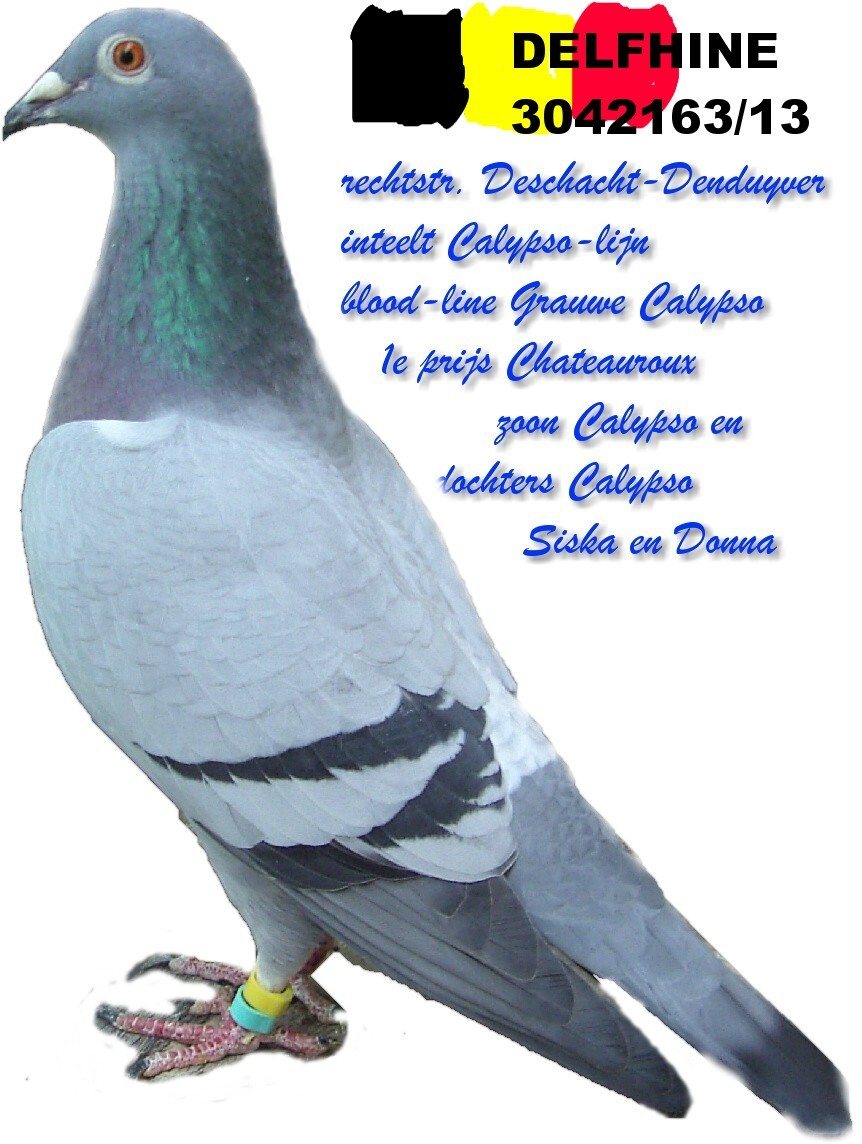 DELFHINE
3042163/13
rechtstr. Deschacht-Denduyver
inteelt Calypso-lijn
blood-line Grauwe Calypso
1e prijs Chateauroux
zoon Calypso en
dochters Calypso
Siska en Donna